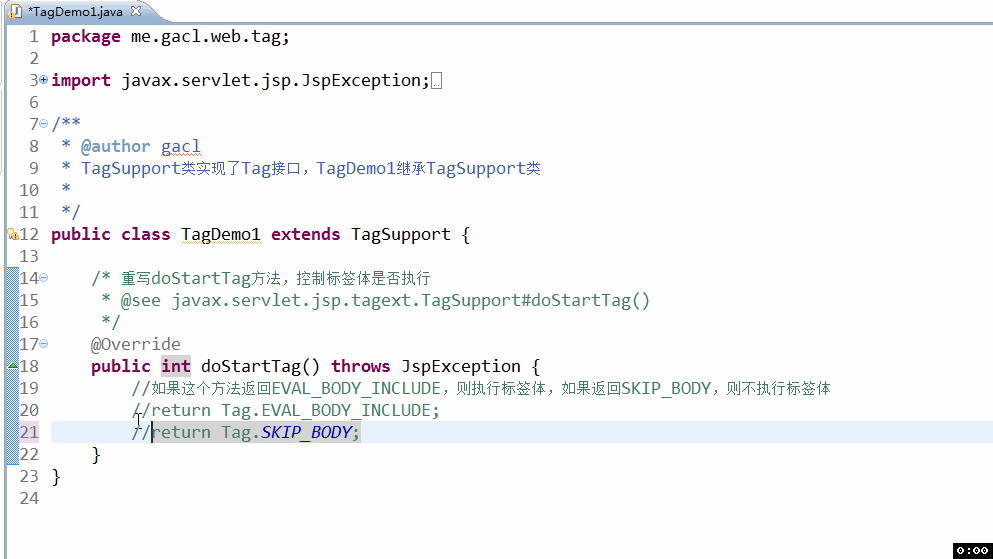 *TagDemo1.java
1 package me.gacl.web.tag;
2
3 import javax.servlet.jsp.JspException;
6
7 /**
8 * @author gacl
9 * TagSupport类实现了Tag接口，TagDemo1继承TagSupport类
10 *
11 */
12 public class TagDemo1 extends TagSupport {
13
14 /* 重写doStartTag方法，控制标签体是否执行
15 * @see javax.servlet.jsp.tagext.TagSupport#doStartTag()
16 */
17 @Override
18 public int doStartTag() throws JspException {
19 //如果这个方法返回EVAL_BODY_INCLUDE，则执行标签体，如果返回SKIP_BODY，则不执行标签体
20 //return Tag.EVAL_BODY_INCLUDE;
21 //return Tag.SKIP_BODY;
22 }
23 }
24
0:00